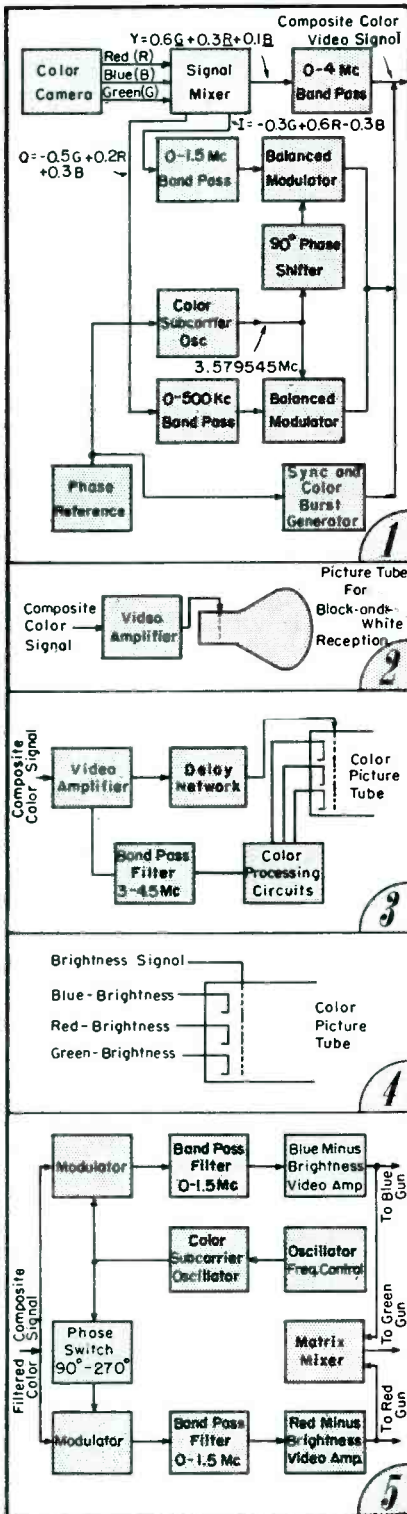 Y=0.6G+0.3R+0.1B
Composite Color
Video Signal
Color
Camera
Red (R)
Blue(B)
Green(G)
Signal
Mixer
0-4 Mc
Band Pass
I=-0.3G+0.6R-0.3B
Q=-0.5G+0.2R
+0.3B
0-1.5 Mc
Band Pass
Balanced
Modulator
90° Phase
Shifter
Color
Subcarrier
Osc
3.579545Mc
0-500Kc
Band Pass
Balanced
Modulator
Phase
Reference
Sync and
Color
Burst
Generator
1
Composite
Color
Signal
Video
Amplifier
Picture Tube
For
Black-and-
White
Reception
2
Composite
Color Signal
Video
Amplifier
Delay
Network
Color
Picture
Tube
Band Pass
Filter
3-4.5Mc
Color
Processing
Circuits
3
Brightness Signal
Blue-Brightness
Red-Brightness
Green-Brightness
Color
Picture
Tube
4
Filtered Composite
Color Signal
Modulator
Band Pass
Filter
0-1.5Mc
Blue Minus
Brightness
Video Amp
To Blue
Gun
Color
Subcarrier
Oscillator
Oscillator
Freq. Control
Phase
Switch
90°-270°
Matrix
Mixer
To Green
Gun
Modulator
Band Pass
Filter
0-1.5Mc
Red Minus
Brightness
Video Amp.
To Red
Gun
5